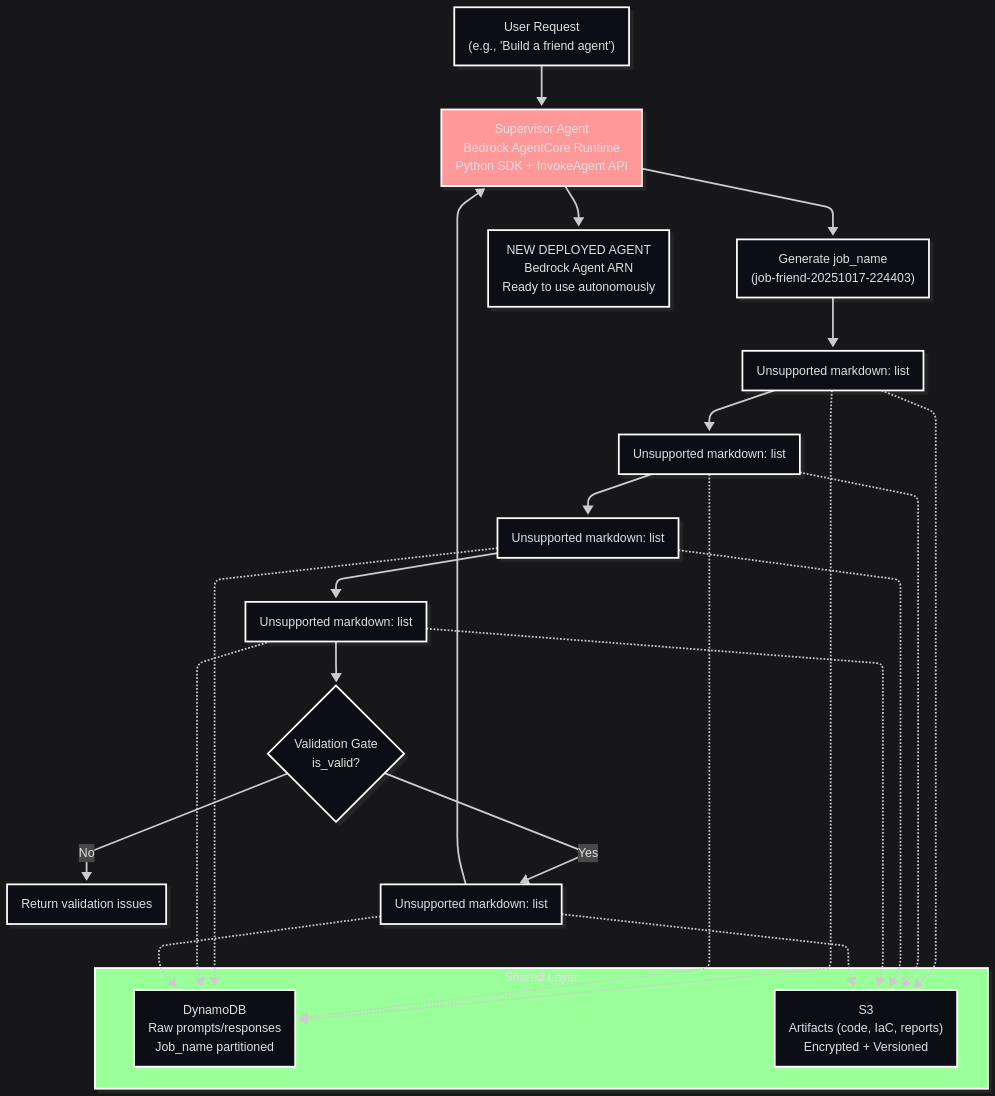 User Request
(e.g., 'Build a friend agent')
Supervisor Agent
Bedrock AgentCore Runtime
Python SDK + InvokeAgent API
NEW DEPLOYED AGENT
Bedrock Agent ARN
Ready to use autonomously
Generate job_name
(job-friend-20251017-224403)
Unsupported markdown: list
Unsupported markdown: list
Unsupported markdown: list
Unsupported markdown: list
Validation Gate
is_valid?
No
Yes
Return validation issues
Unsupported markdown: list
Shared Layer
DynamoDB
Raw prompts/responses
Job_name partitioned
S3
Artifacts (code, IaC, reports)
Encrypted + Versioned